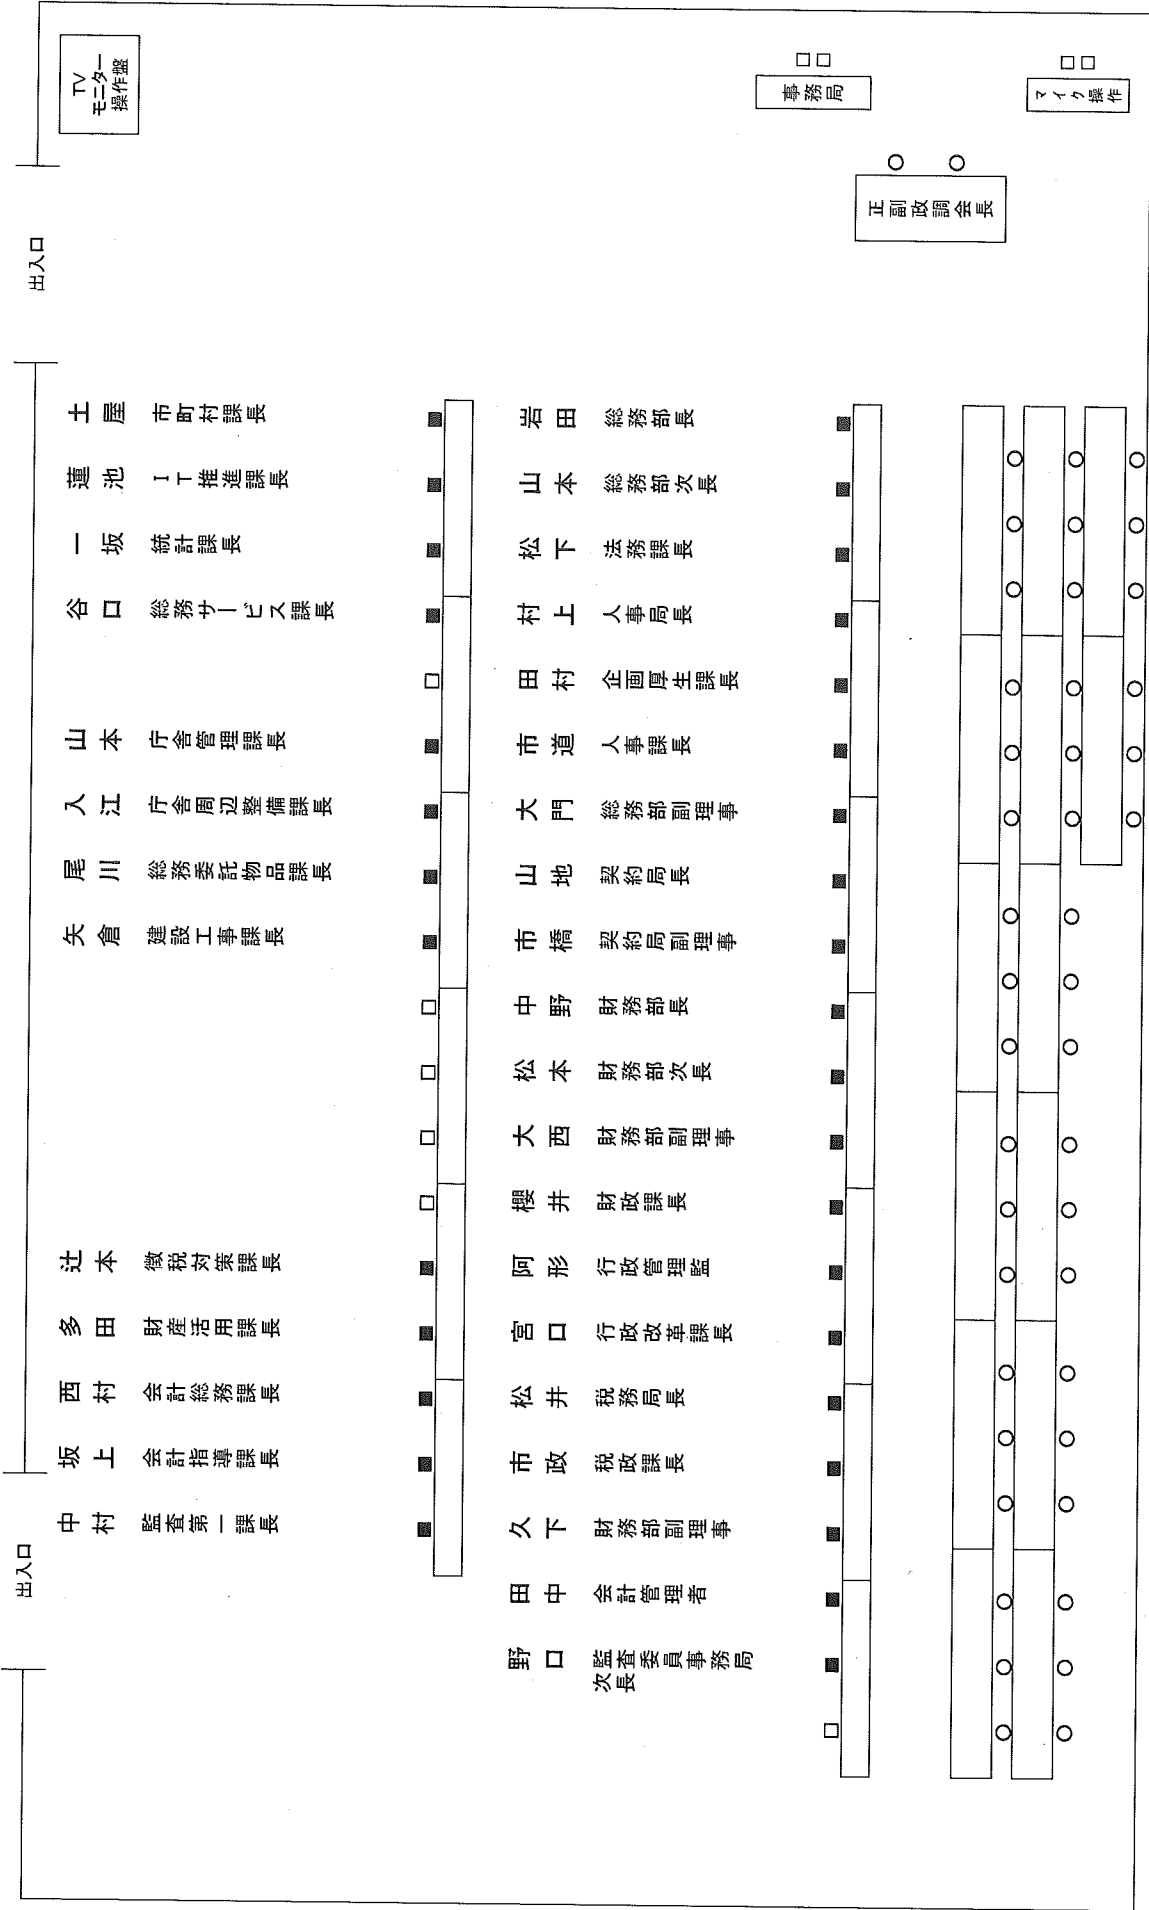 TV
モニター
操作盤
事務局
マイク操作
正副政調会長
出入口
土屋 市町村課長
蓮池 IT推進課長
一坂 統計課長
谷口 総務サービス課長
山本 庁舎管理課長
入江 庁舎周辺整備課長
尾川 総務委託物品課長
矢倉 建設工事課長
辻本 徴税対策課長
多田 財産活用課長
西村 会計総務課長
坂上 会計指導課長
中村 監査第一課長
出入口
岩田 総務部長
山本 総務部次長
松下 法務課長
村上 人事局長
田村 企画厚生課長
市道 人事課長
大門 総務部副理事
山地 契約局長
市橋 契約局副理事
中野 財務部長
松本 財務部次長
大西 財務部副理事
櫻井 財政課長
阿形 行政管理監
宮口 行政改革課長
松井 税務局長
市政 税政課長
久下 財務部副理事
田中 会計管理者
野口 監査委員事務局
次長